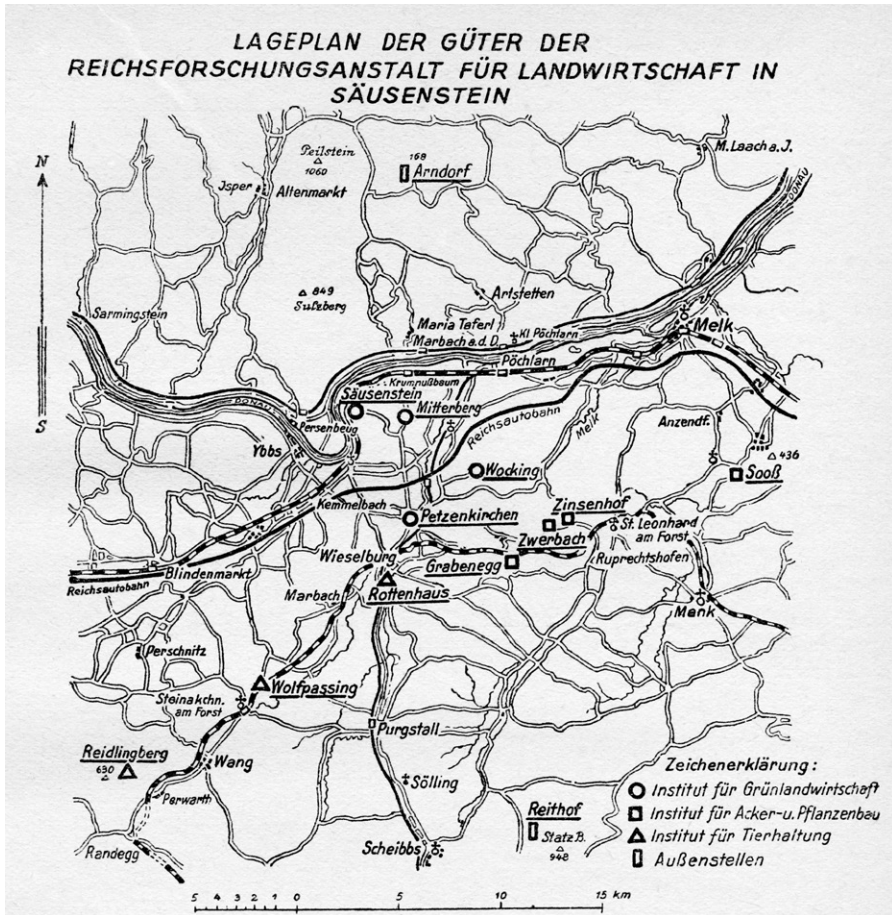 LAGEPLAN DER GÜTER DER
REICHSFORSCHUNGSANSTALT FÜR LANDWIRTSCHAFT IN
SÄUSENSTEIN
N
S
Peilstein
1060
168
Arndorf
M. Laach a. J.
Jsper
Altenmarkt
DONAU
849
Sulzberg
Artstetten
Sarmingstein
Maria Taferl
Marbach a. d. D.
Kl. Pöchlarn
Melk
Pöchlarn
Krumnußbaum
Säusenstein
Mitterberg
DONAU
Persenbeug
Reichsautobahn
Melk
Anzendf.
Ybbs
436
Sooß
Wocking
Kemmelbach
Petzenkirchen
Zinsenhof
Zwerbach
St. Leonhard
am Forst
Wieselburg
Grabenegg
Ruprechtshofen
Blindenmarkt
Reichsautobahn
Marbach
Rottenhaus
Mank
Perschnitz
Wolfpassing
Steinakchn.
am Forst
Purgstall
Reidlingberg
630
Wang
Perwarth
Sölling
Reithof
Statz B.
948
Randegg
Scheibbs
Zeichenerklärung:
Institut für Grünlandwirtschaft
Institut für Acker-u. Pflanzenbau
Institut für Tierhaltung
Außenstellen
5 4 3 2 1 0 5 10 15 km